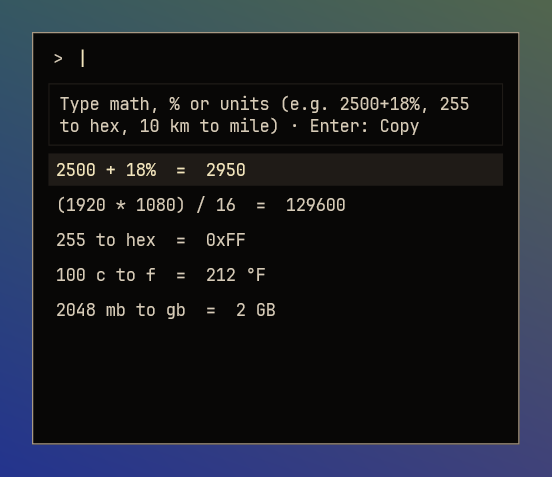 > |
Type math, % or units (e.g. 2500+18%, 255
to hex, 10 km to mile) · Enter: Copy
2500 + 18%  =  2950
(1920 * 1080) / 16  =  129600
255 to hex  =  0xFF
100 c to f  =  212 °F
2048 mb to gb  =  2 GB